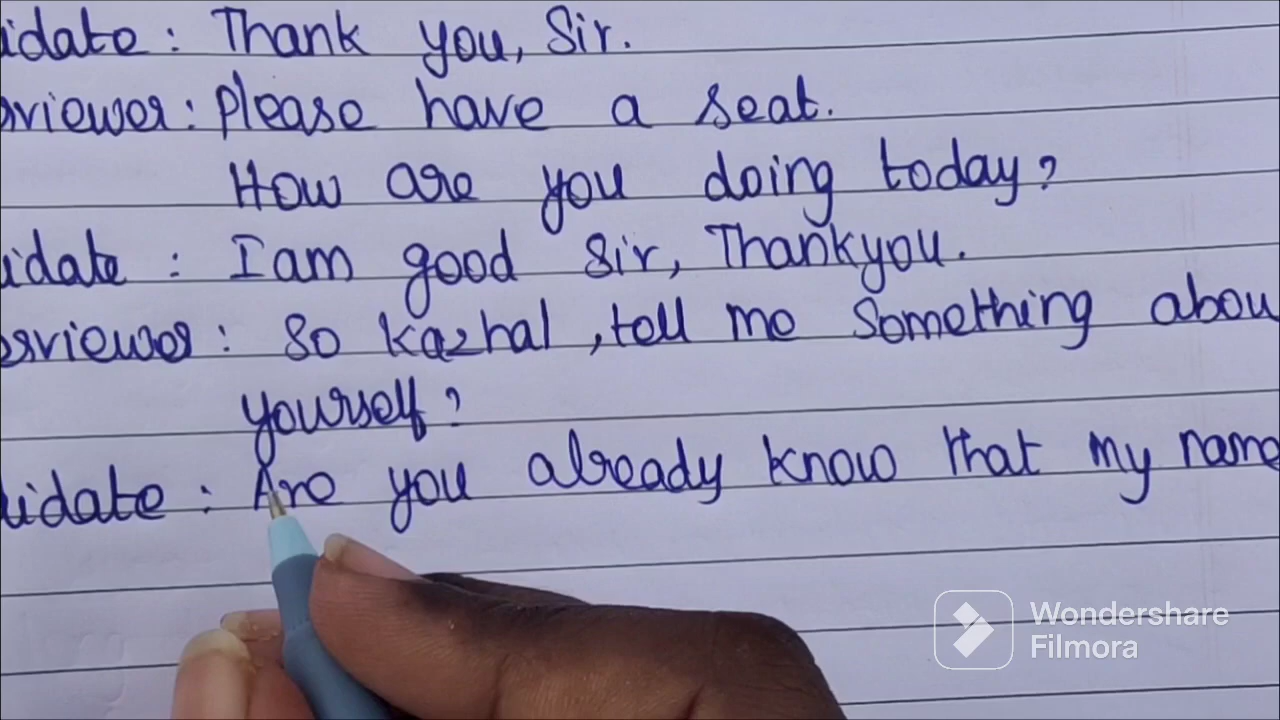 idate: Thank you, Sir.
rviewer: Please have a seat.
How are you doing today?
idate : I am good Sir, Thankyou.
erviewer: So Kazhal, tell me Something abou
yourself?
idate : Are you already know that my name
Wondershare
Filmora